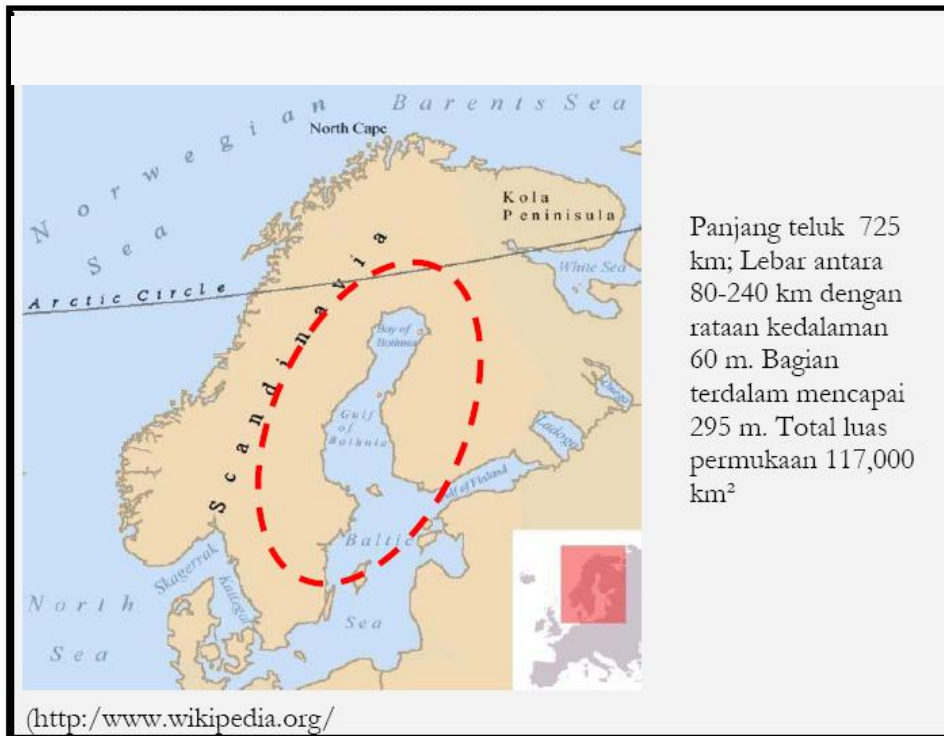 Barents Sea
Norwegian
Sea
North Cape
Kola
Peninisula
White Sea
Arctic Circle
Scandinavia
Bay of
Bothnia
Gulf
of
Bothnia
Onega
Ladoga
Gulf of Finland
Baltic
Sea
Skagerrak
Kattegat
North
Sea
Panjang teluk 725
km; Lebar antara
80-240 km dengan
rataan kedalaman
60 m. Bagian
terdalam mencapai
295 m. Total luas
permukaan 117,000
km²
(http:/www.wikipedia.org/